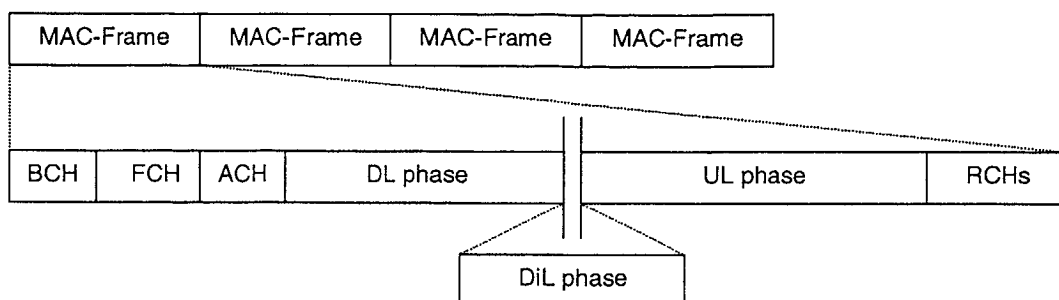 MAC-Frame MAC-Frame MAC-Frame MAC-Frame
BCH FCH ACH DL phase UL phase RCHs
DiL phase